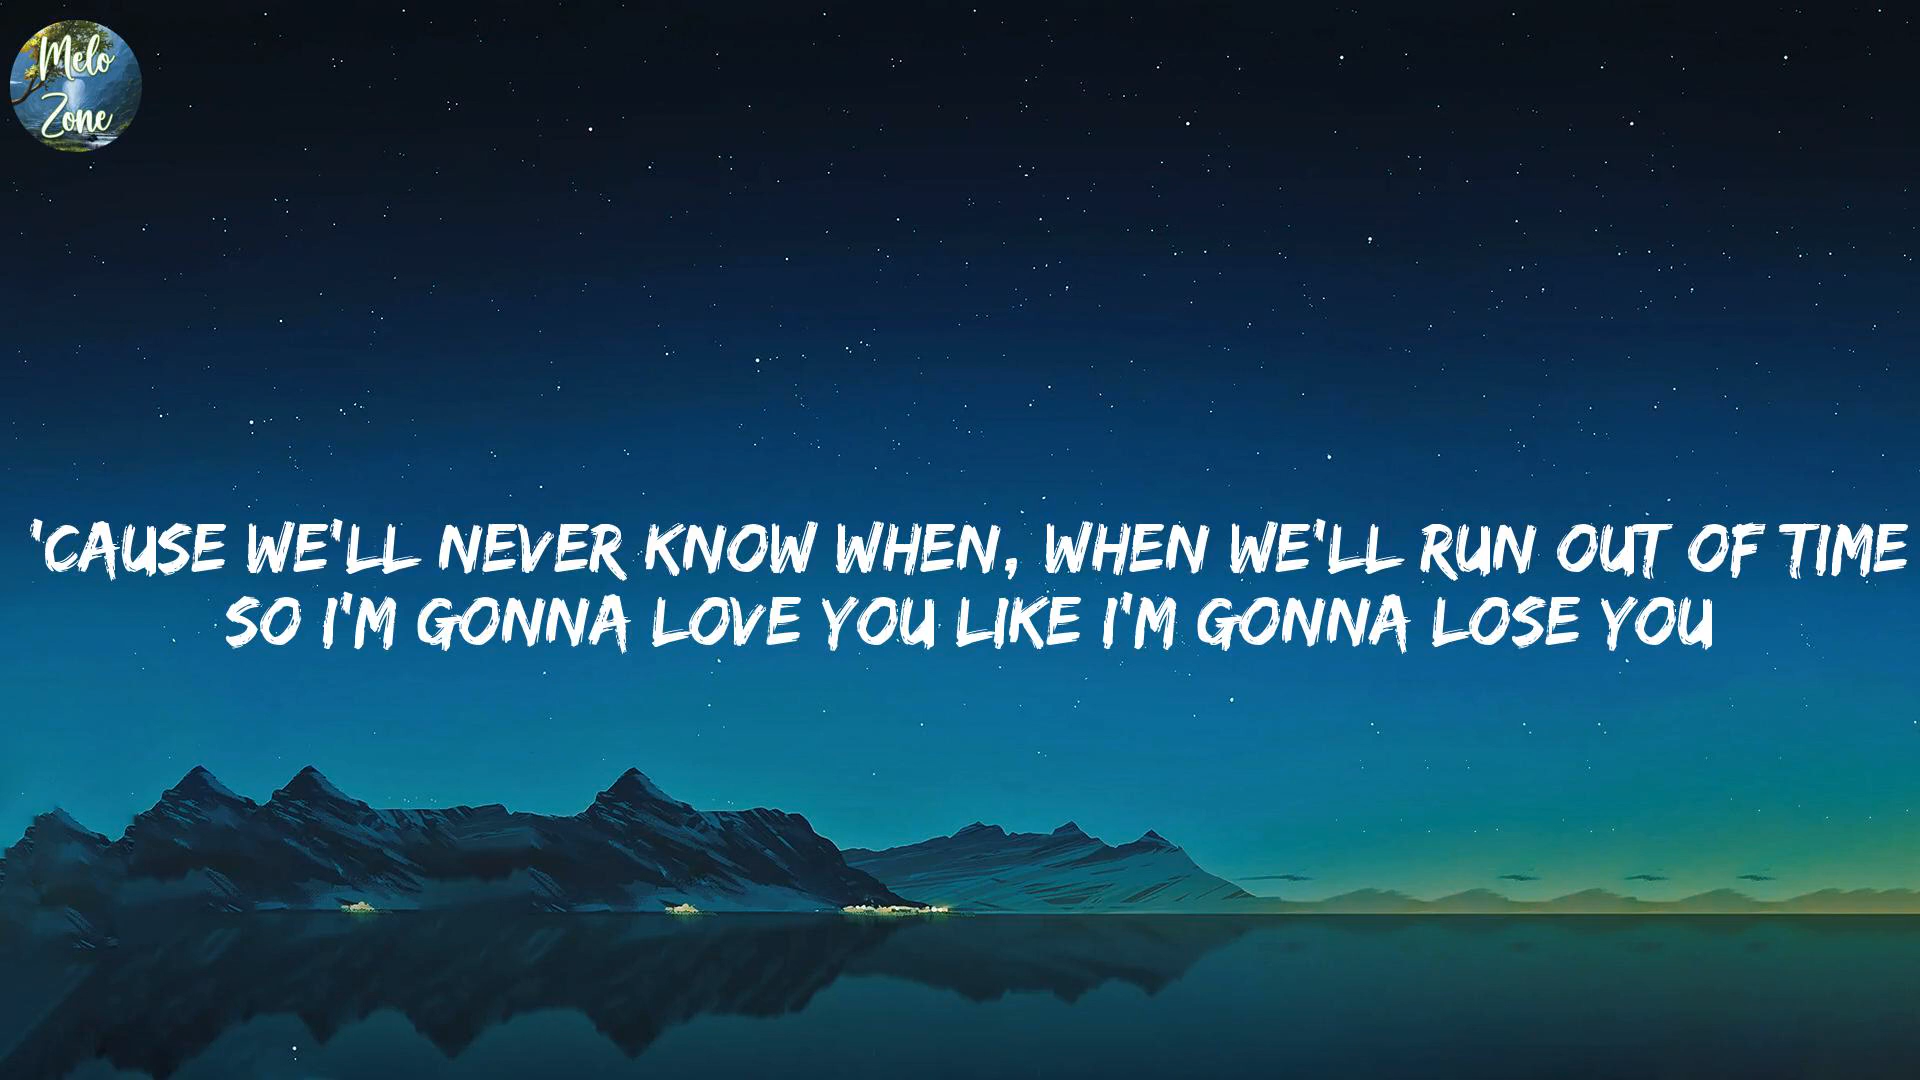 Melo
Zone
'CAUSE WE'LL NEVER KNOW WHEN, WHEN WE'LL RUN OUT OF TIME
SO I'M GONNA LOVE YOU LIKE I'M GONNA LOSE YOU